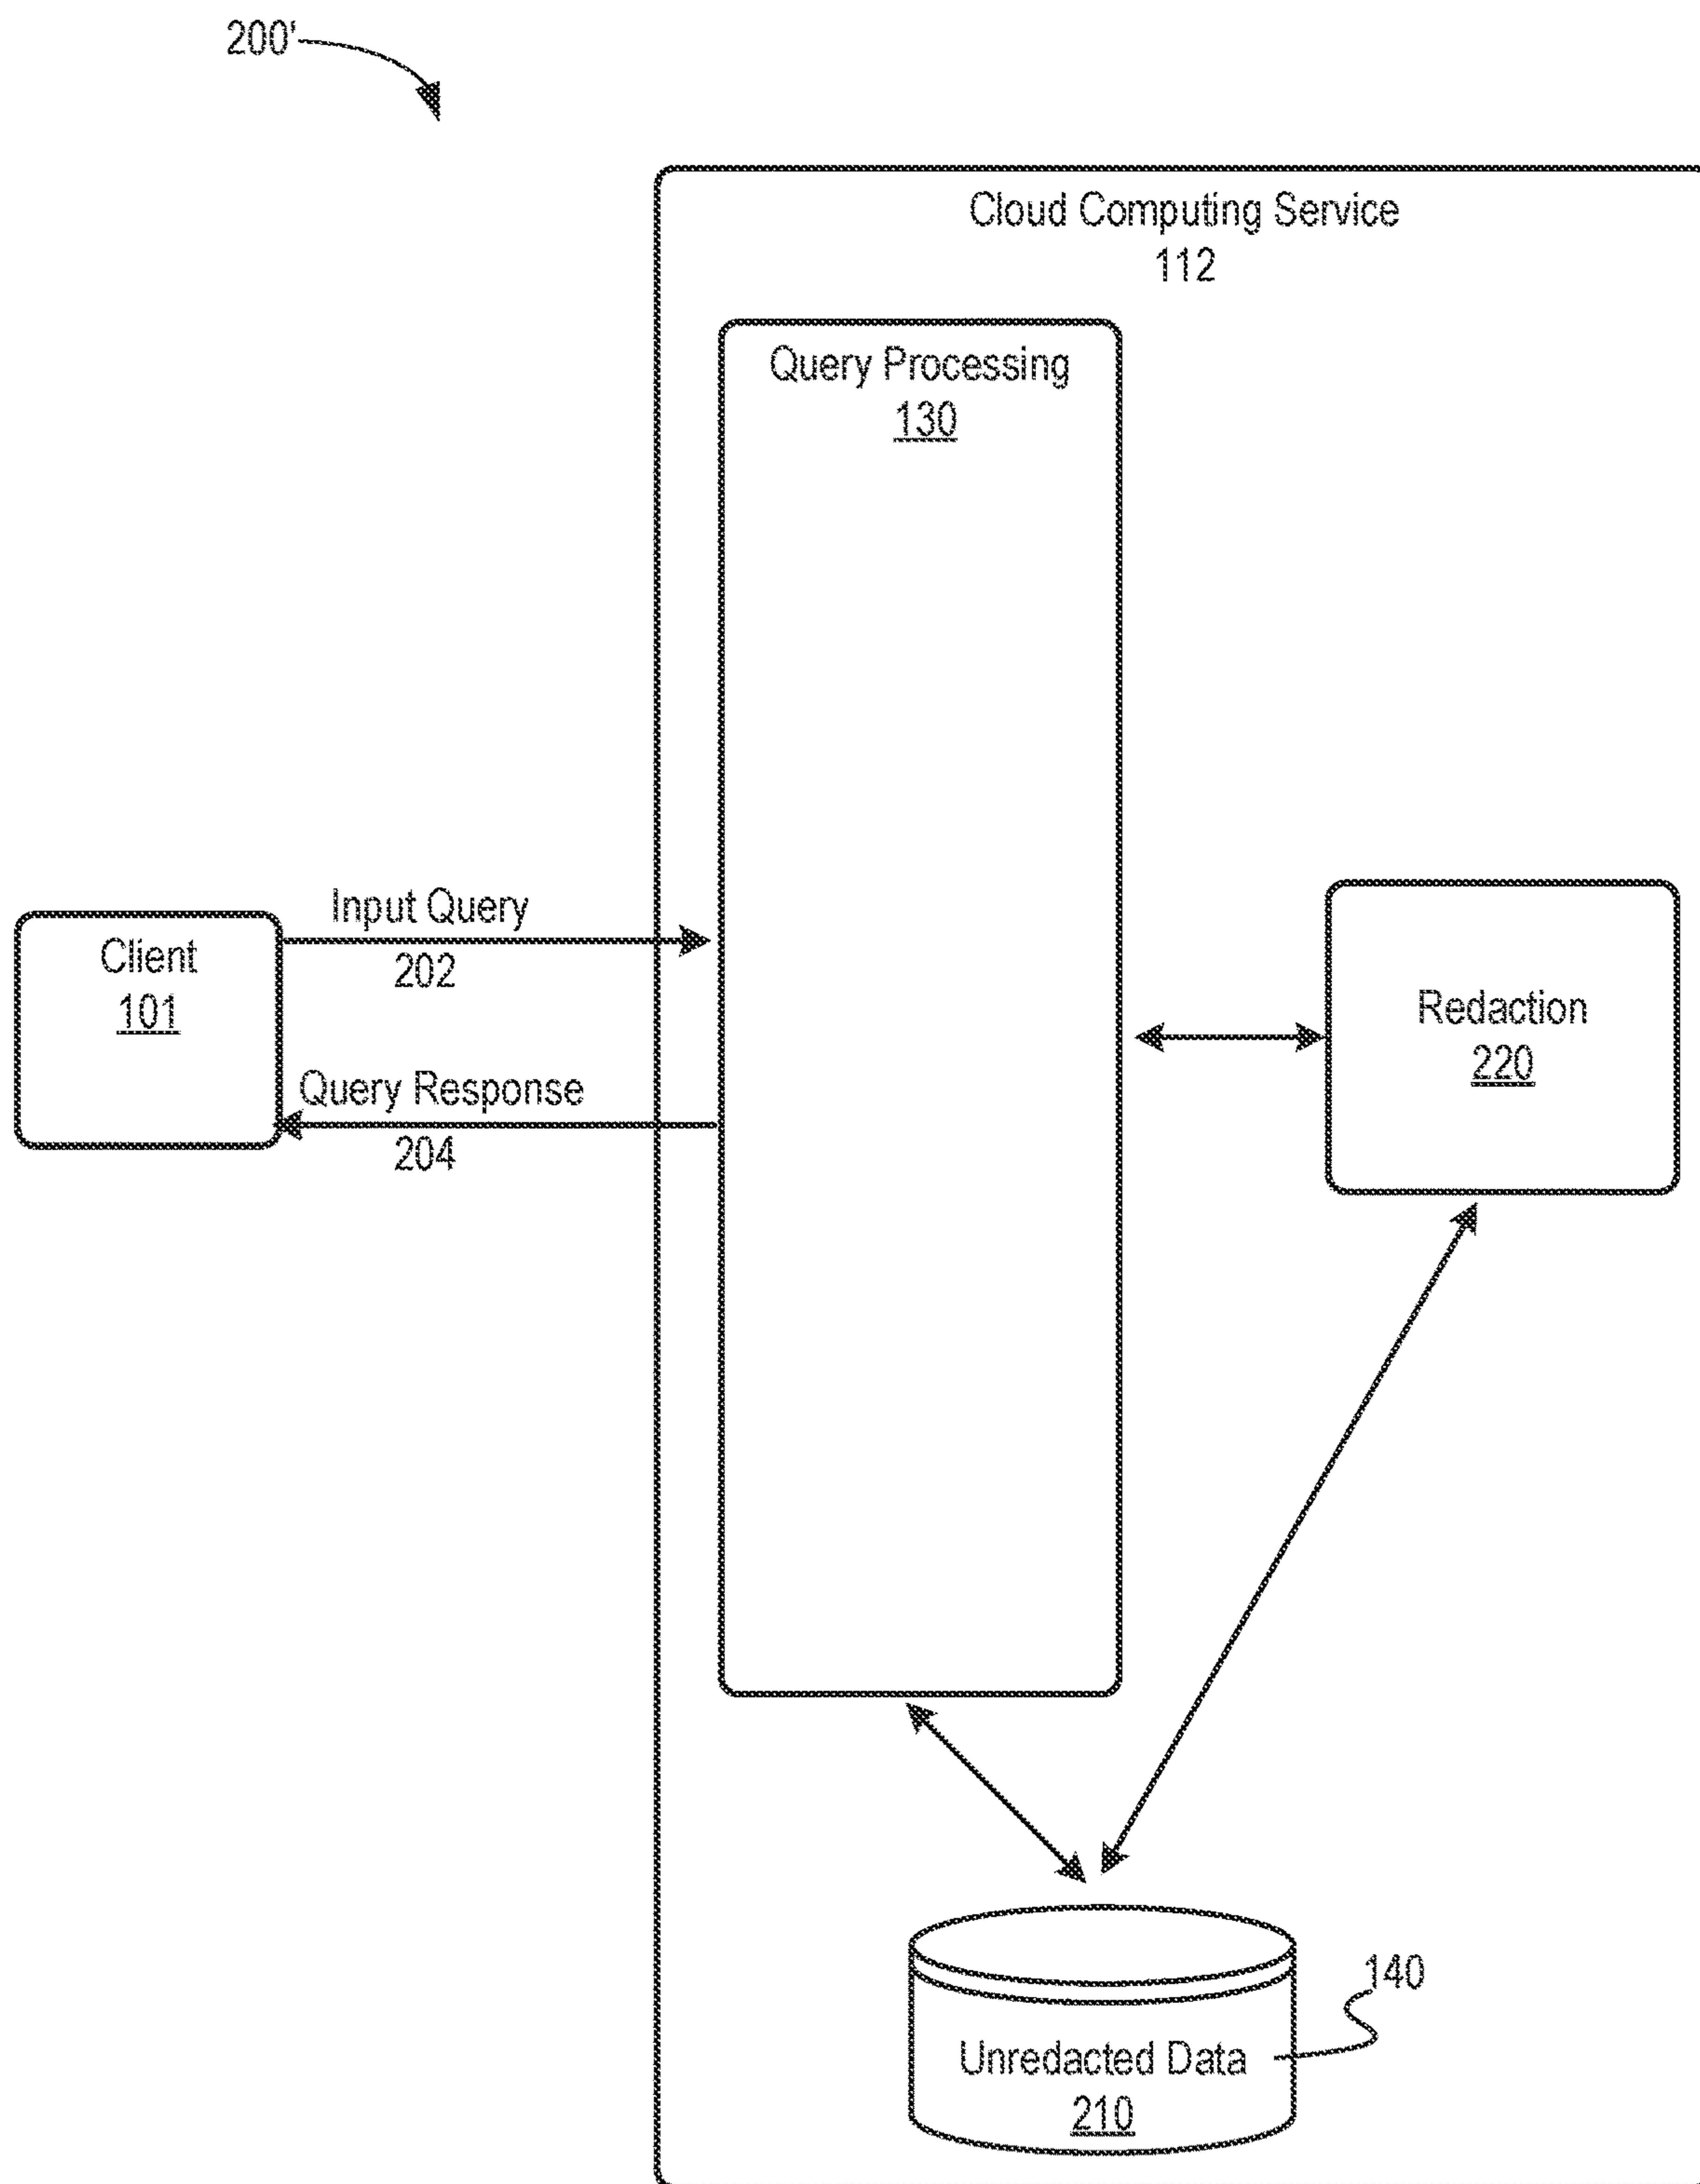 200'
Cloud Computing Service
112
Query Processing
130
Input Query
202
Client
101
Redaction
220
Query Response
204
140
Unredacted Data
210